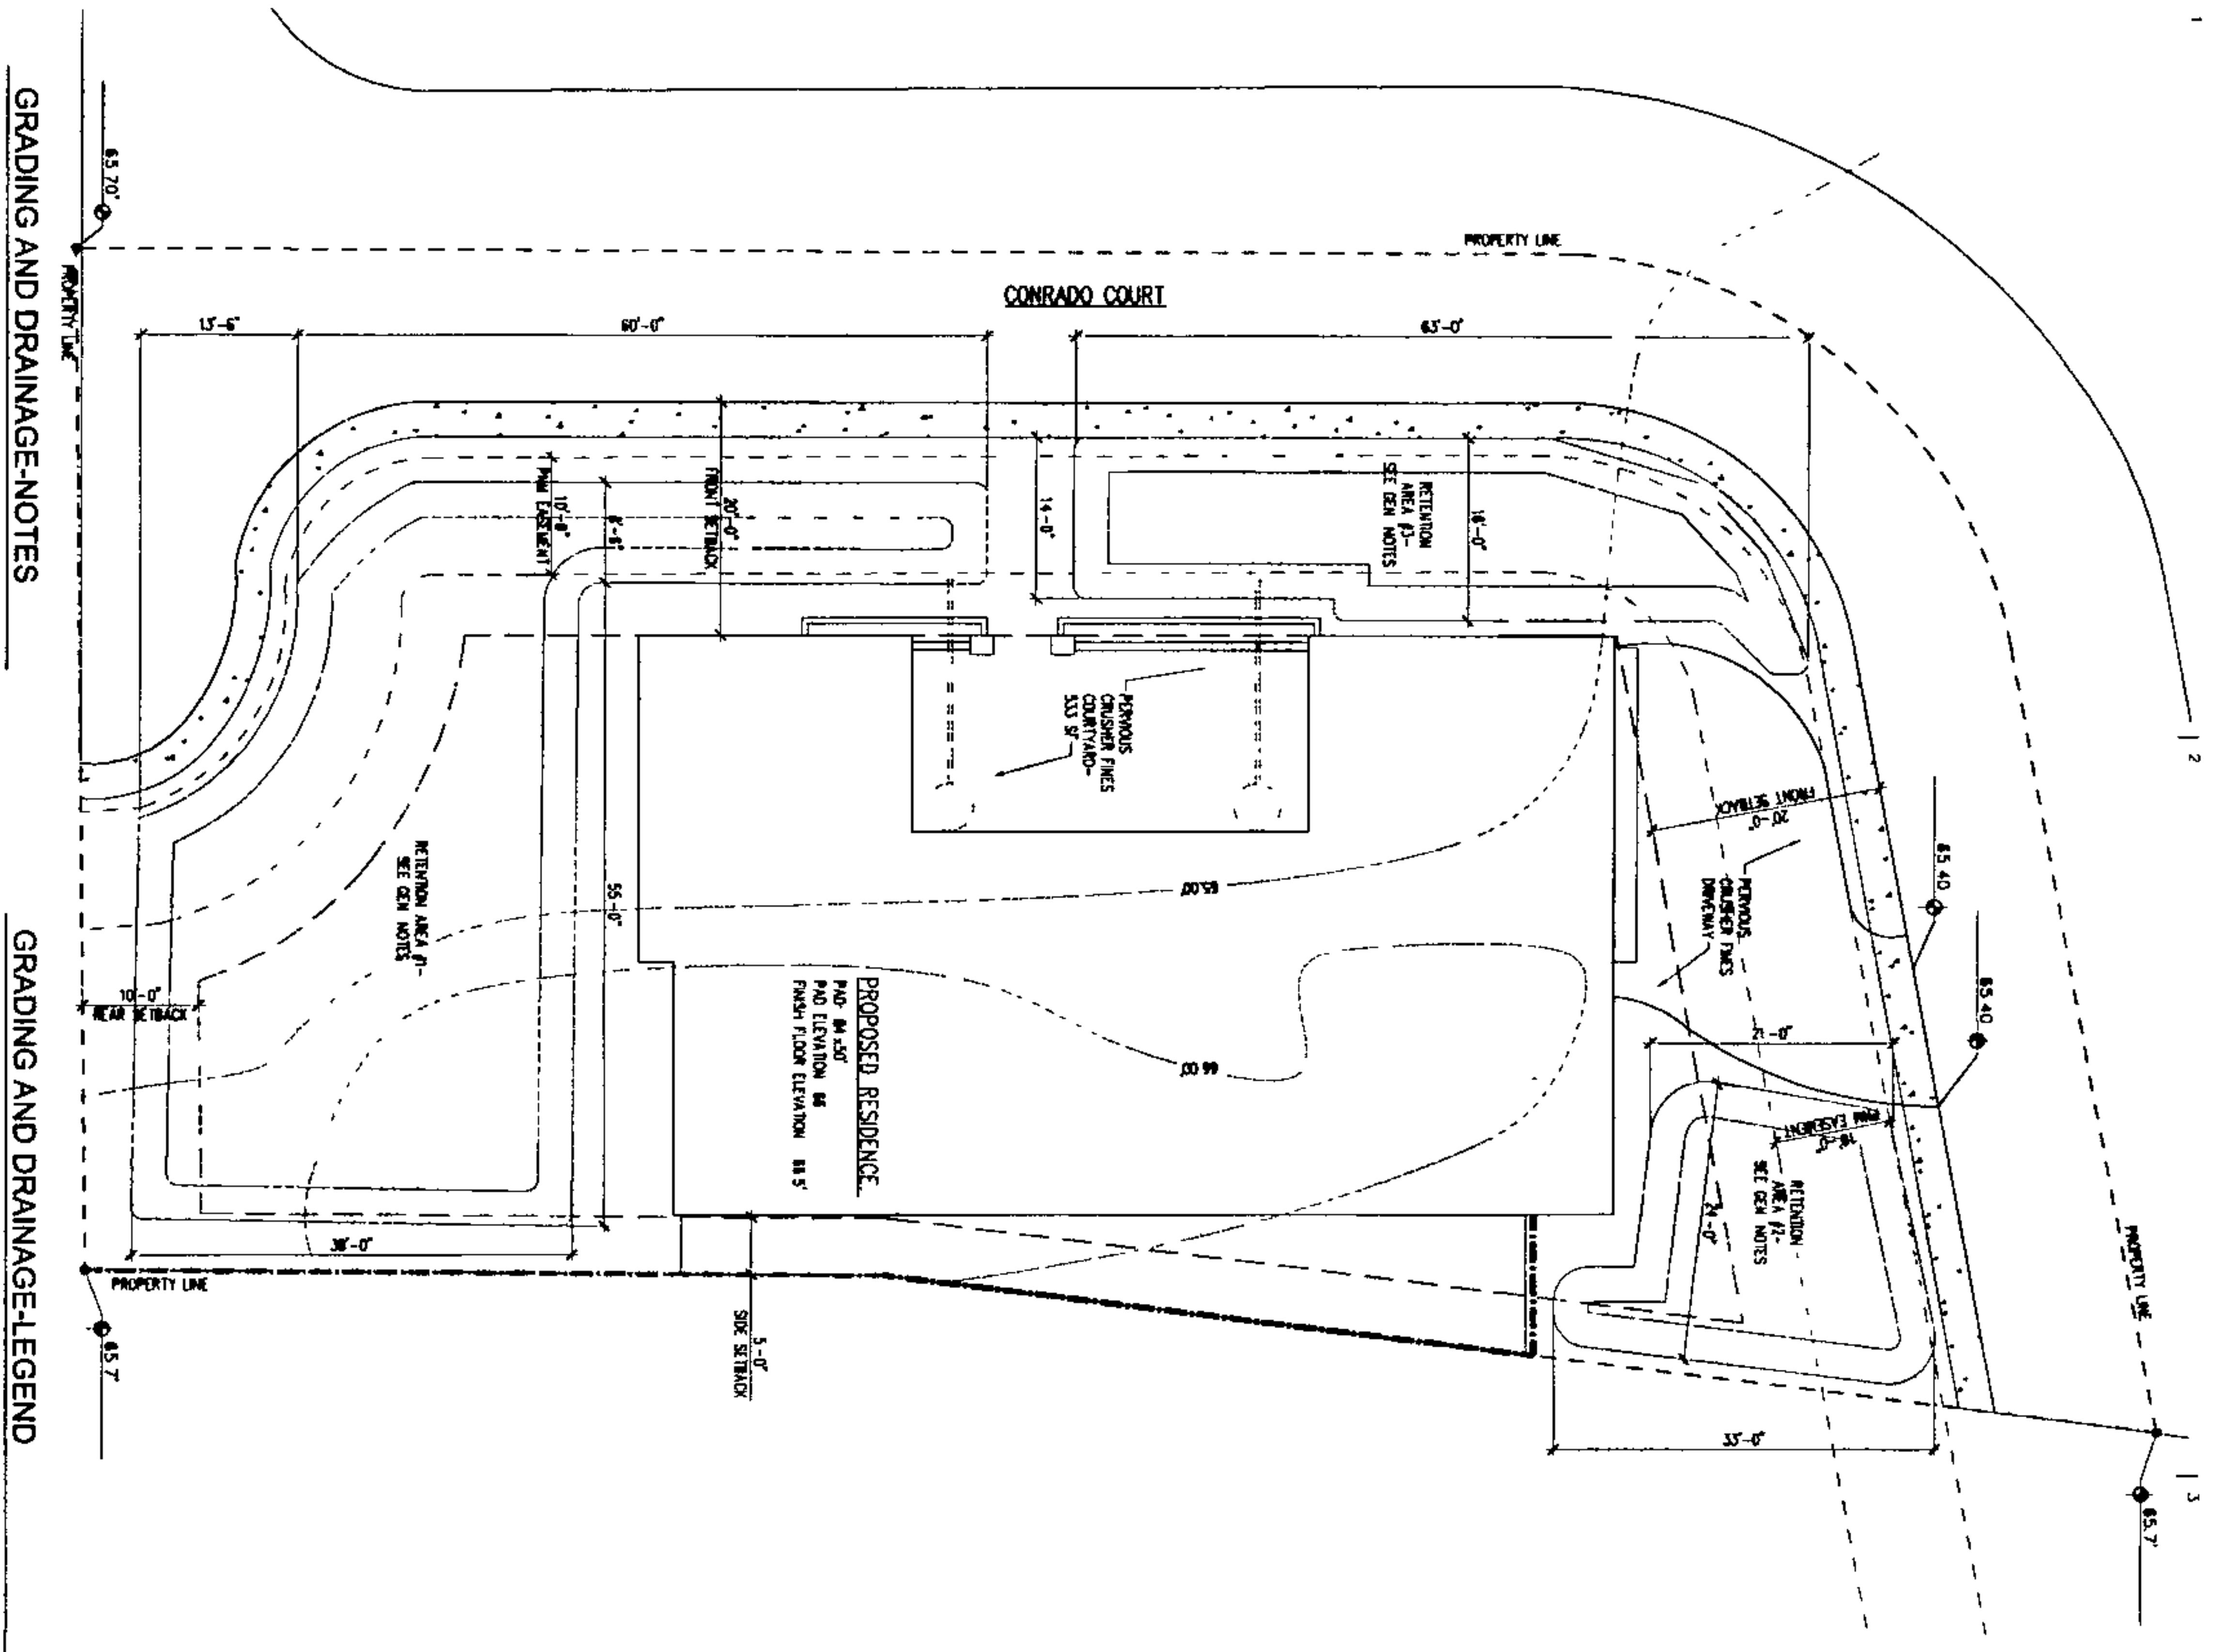 1
65.70'
PROPERTY LINE
PROPERTY LINE
CONRADO COURT
13'-6"
60'-0"
63'-0"
10'-0"
EASEMENT
20'-0"
FRONT SETBACK
14'-0"
RETENTION
AREA #3-
SEE GEN NOTES
16'-0"
PERVIOUS
CRUSHER FINES
COURTYARD-
533 SF
2
FRONT SETBACK
20'-0"
65.40
PERVIOUS
CRUSHER FINES
DRIVEWAY
65.40
RETENTION AREA #1-
SEE GEN NOTES
55'-0"
65.00'
66.00'
10'-0"
REAR SETBACK
PROPOSED RESIDENCE
PAD- 84'x50'
PAD ELEVATION 66
FINISH FLOOR ELEVATION 66.5'
21'-0"
EASEMENT
10'-0"
RETENTION
AREA #2-
SEE GEN NOTES
24'-0"
38'-0"
PROPERTY LINE
65.7'
5'-0"
SIDE SETBACK
33'-0"
PROPERTY LINE
3
65.7'
GRADING AND DRAINAGE-NOTES
GRADING AND DRAINAGE-LEGEND